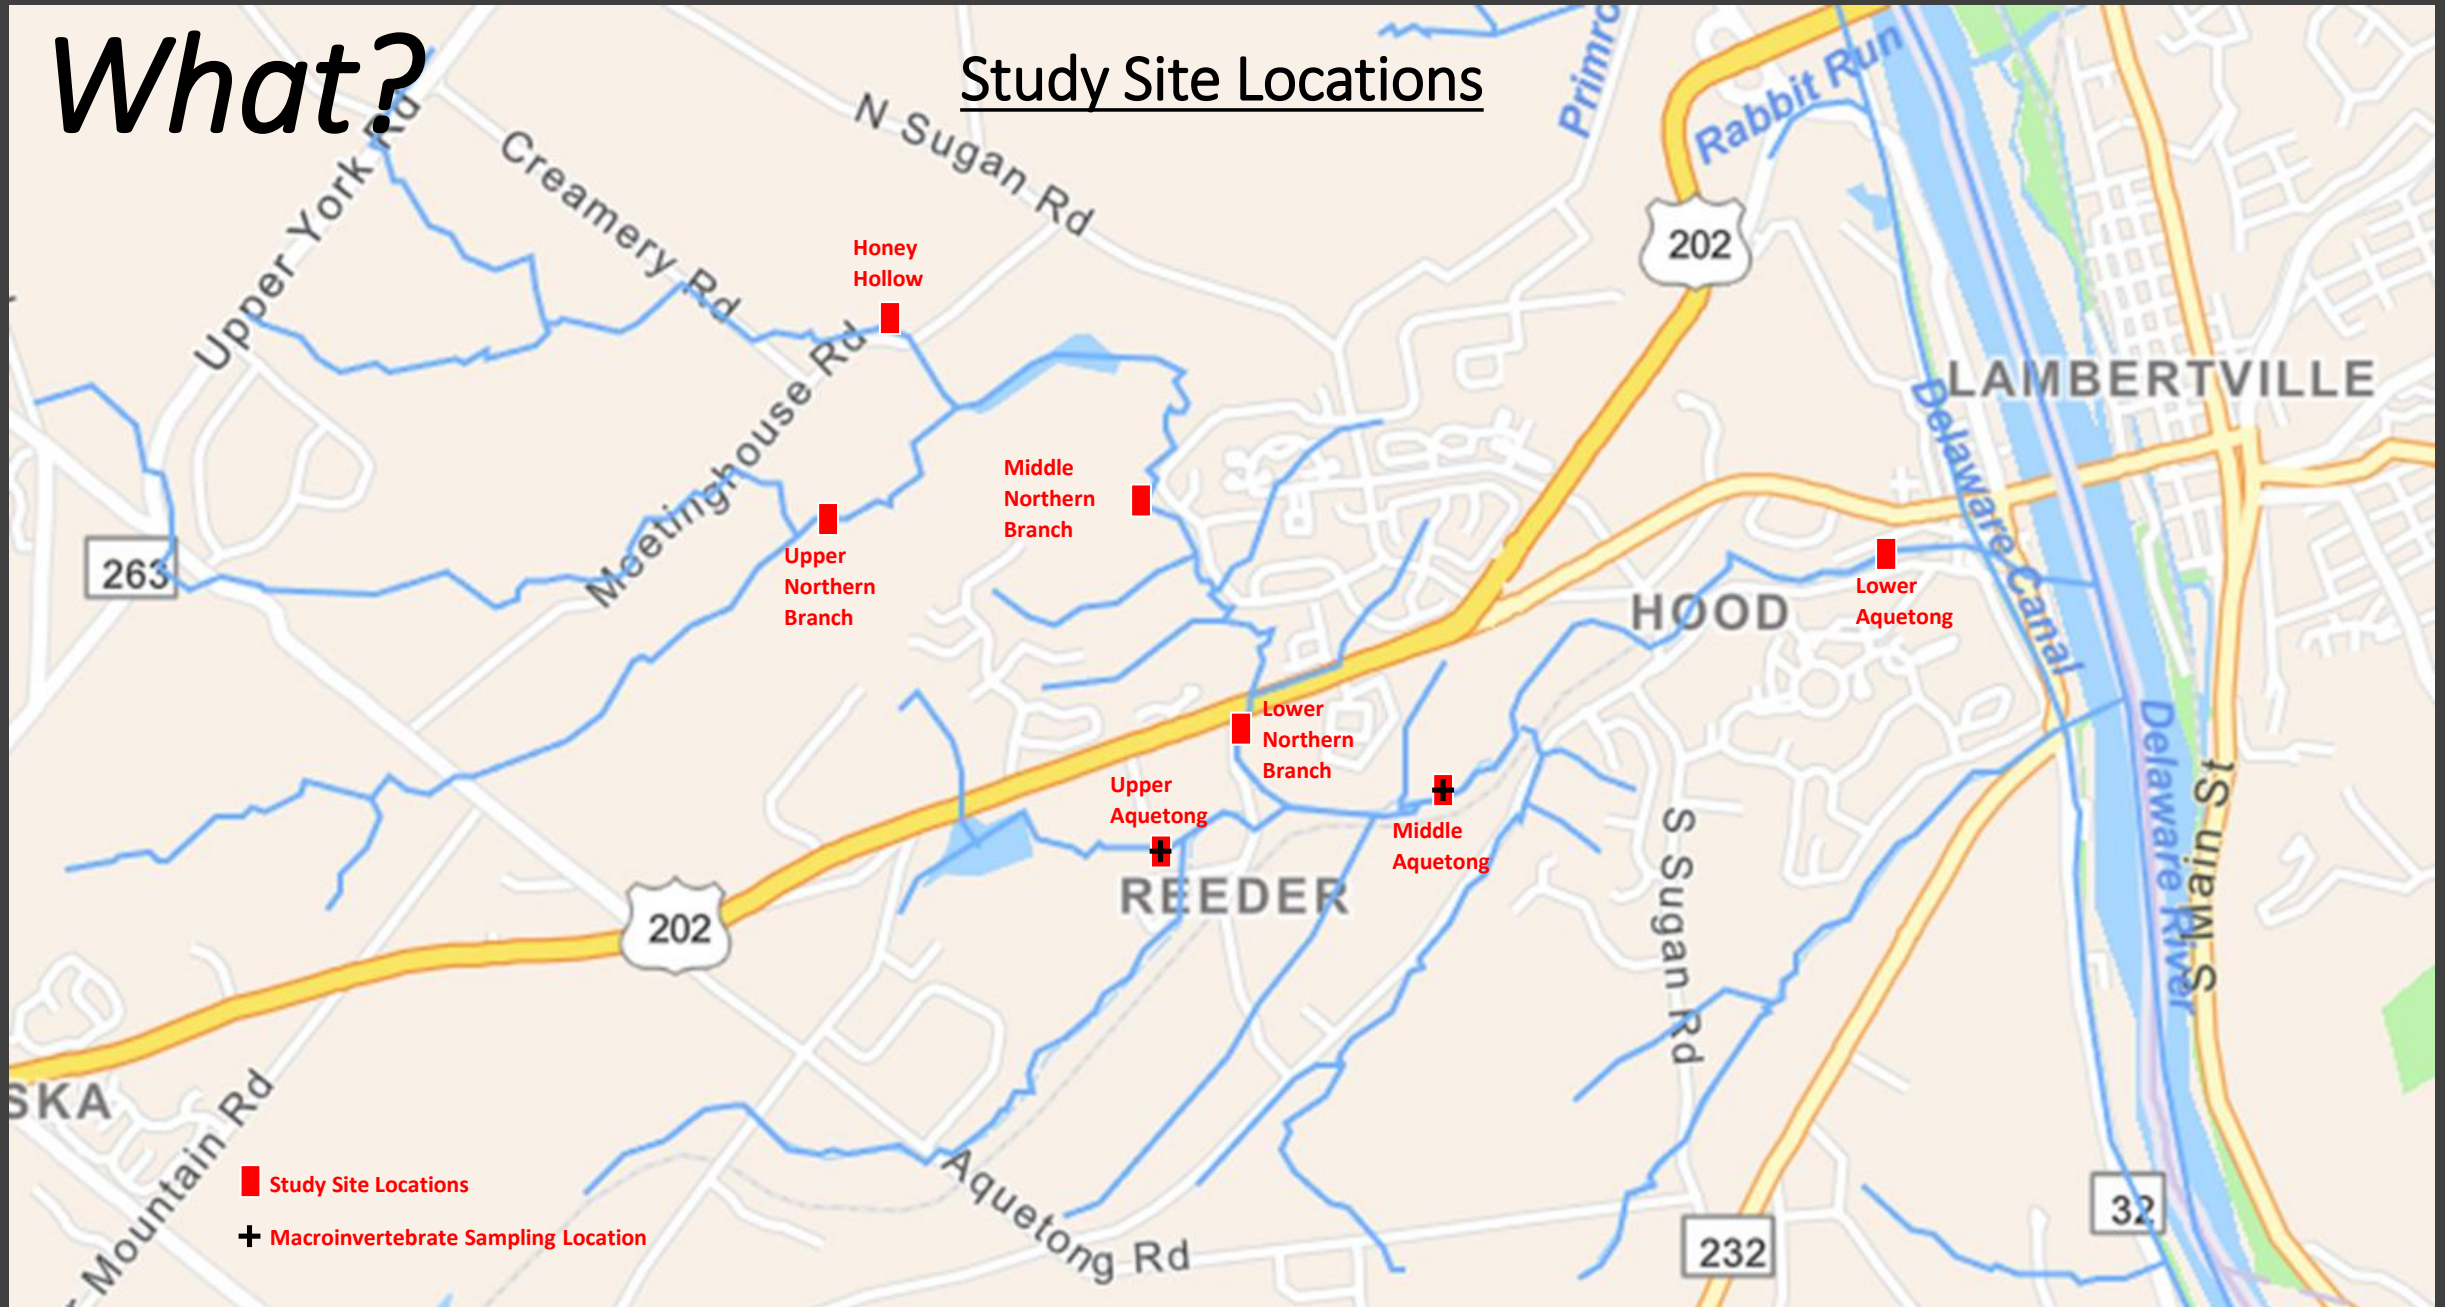 What?
Study Site Locations
Primro
Rabbit Run
N Sugan Rd
Creamery Rd
Upper York Rd
202
Honey
Hollow
Meetinghouse Rd
LAMBERTVILLE
Delaware Canal
Middle
Northern
Branch
Upper
Northern
Branch
263
HOOD
Lower
Aquetong
Lower
Northern
Branch
Upper
Aquetong
Middle
Aquetong
REEDER
202
S Sugan Rd
Delaware River
S Main St
SKA
r Mountain Rd
Aquetong Rd
Study Site Locations
Macroinvertebrate Sampling Location
232
32